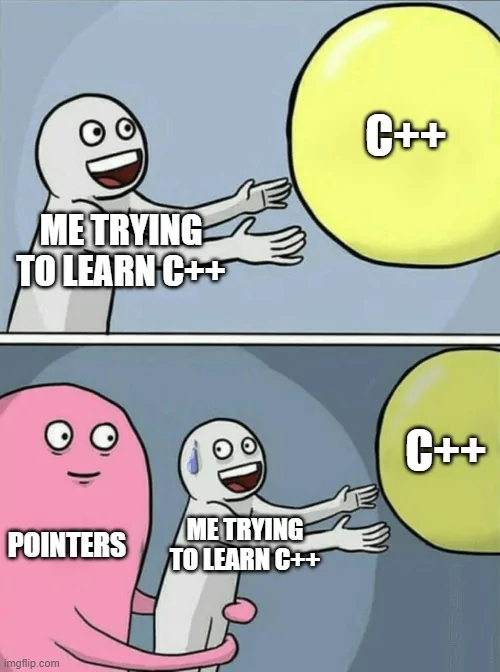 C++
ME TRYING
TO LEARN C++
C++
POINTERS
ME TRYING
TO LEARN C++
imgflip.com